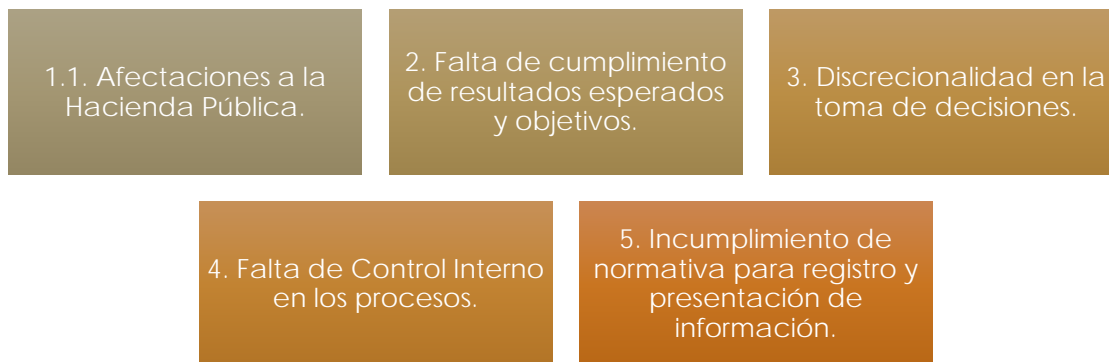 1.1. Afectaciones a la
Hacienda Pública.
2. Falta de cumplimiento
de resultados esperados
y objetivos.
3. Discrecionalidad en la
toma de decisiones.
4. Falta de Control Interno
en los procesos.
5. Incumplimiento de
normativa para registro y
presentación de
información.